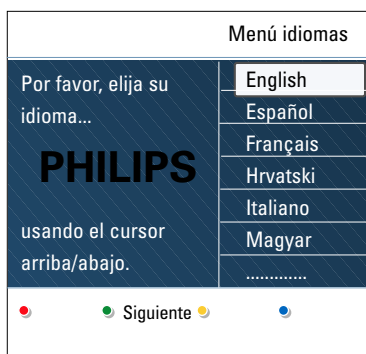 Menú idiomas
Por favor, elija su
idioma...
PHILIPS
usando el cursor
arriba/abajo.
English
Español
Français
Hrvatski
Italiano
Magyar
.............
Siguiente